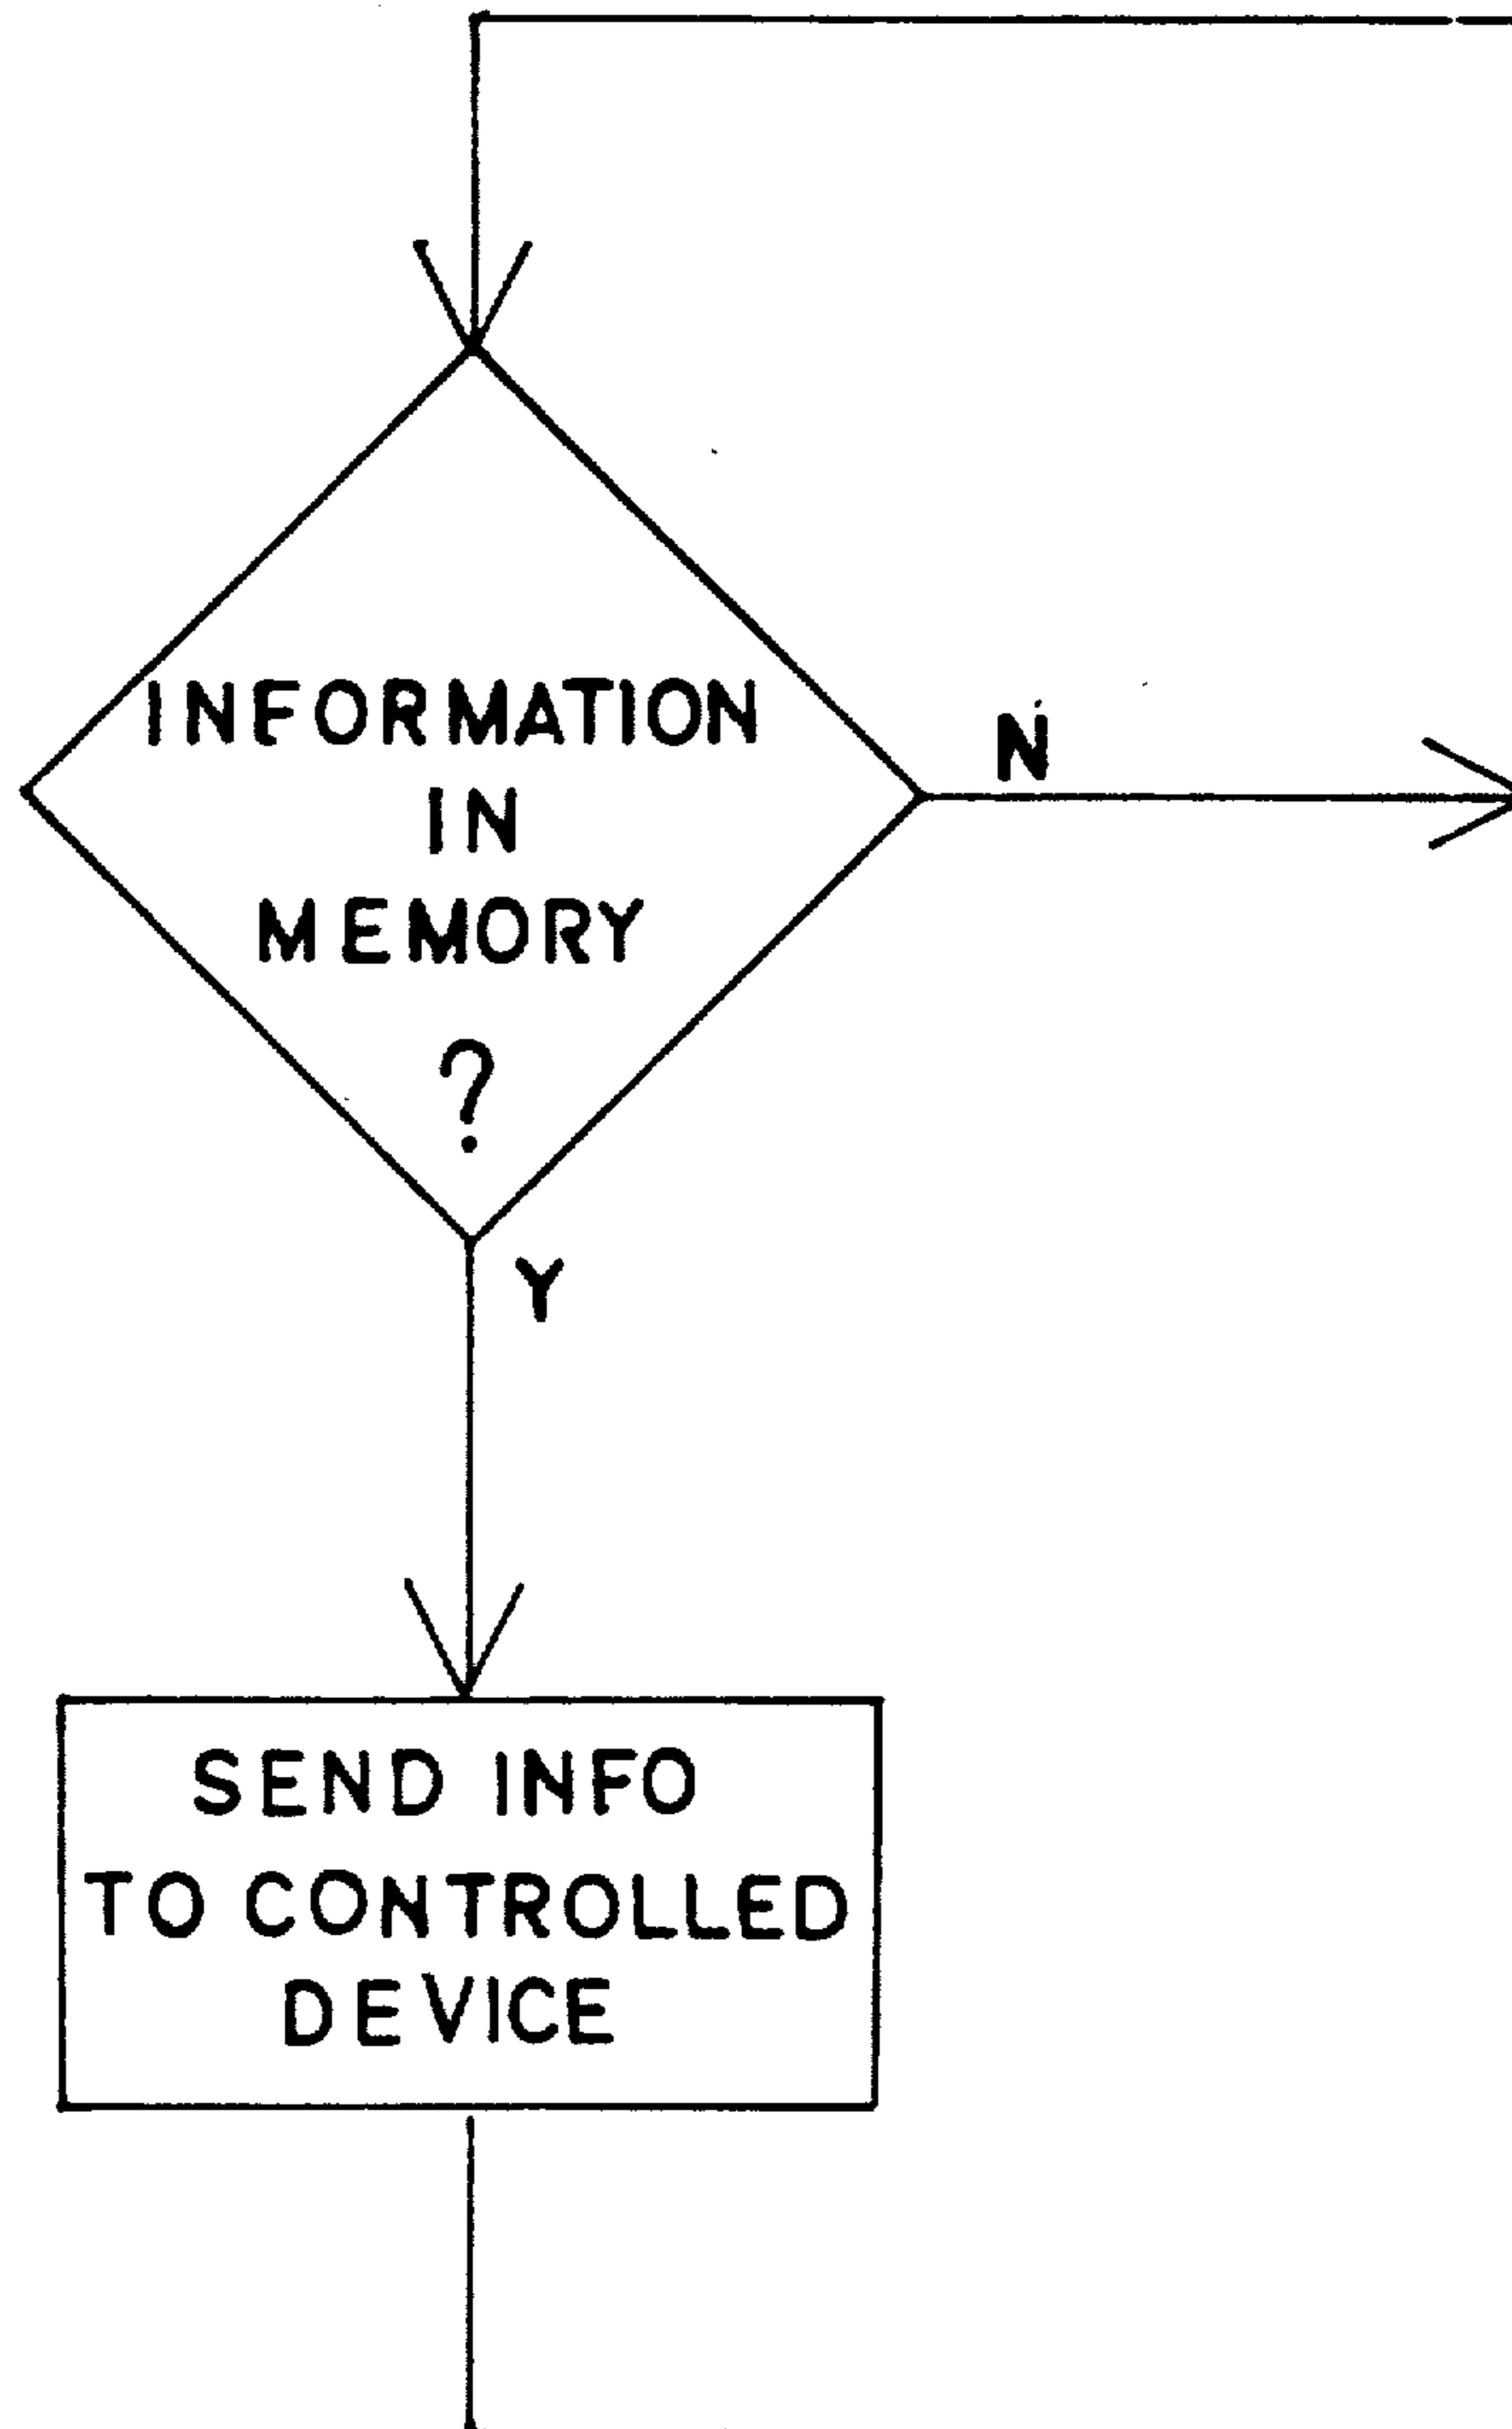 INFORMATION
IN
MEMORY
?
N
Y
SEND INFO
TO CONTROLLED
DEVICE